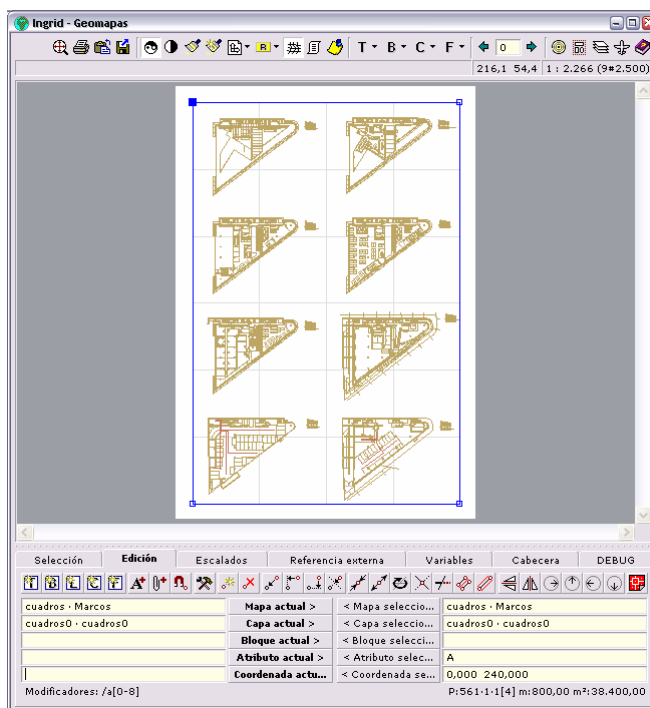 Ingrid - Geomapas
B T B C F 0
216,1 54,4 1 : 2.266 (9#2.500)
Selección Edición Escalados Referencia externa Variables Cabecera DEBUG
T B L C F A
cuadros · Marcos Mapa actual > < Mapa seleccio... cuadros · Marcos
cuadros0 · cuadros0 Capa actual > < Capa seleccio... cuadros0 · cuadros0
Bloque actual > < Bloque selecci...
Atributo actual > < Atributo selec... A
Coordenada actu... < Coordenada se... 0,000 240,000
Modificadores: /a[0-8] P:561-1-1[4] m:800,00 m²:38.400,00